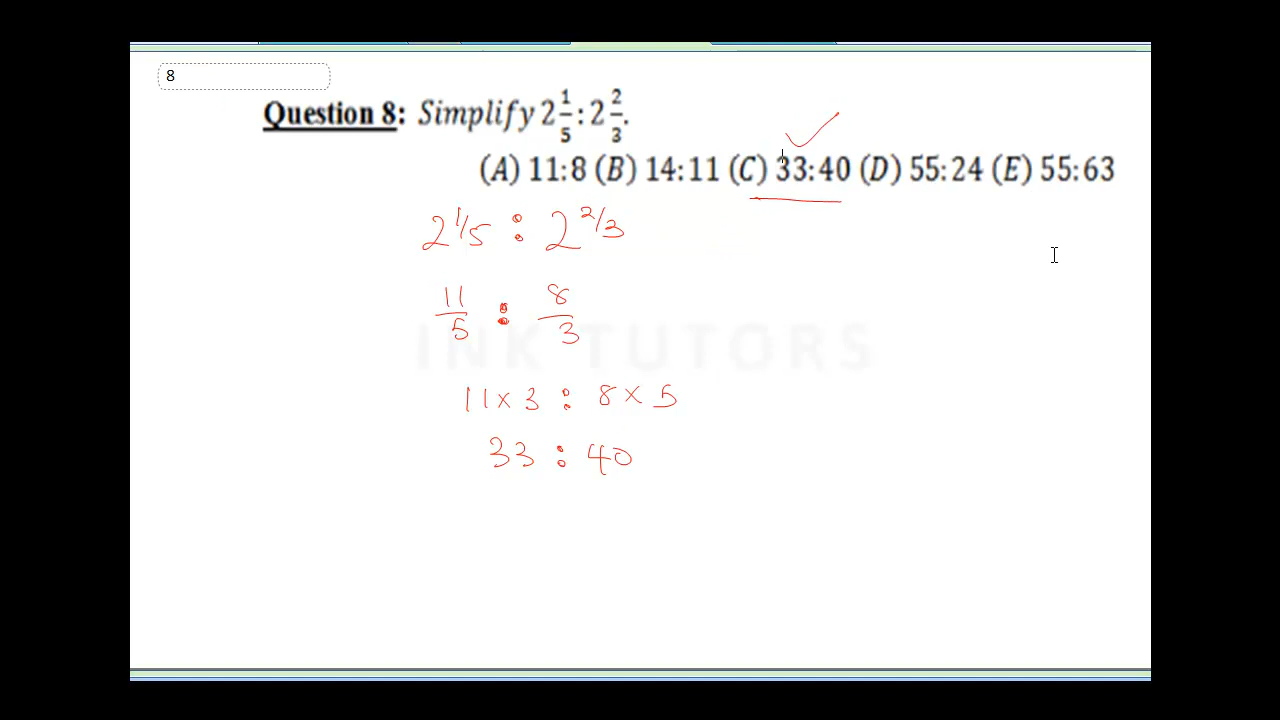 8
Question 8: Simplify 2 1/5 : 2 2/3.
(A) 11:8 (B) 14:11 (C) 33:40 (D) 55:24 (E) 55:63
2 1/5 : 2 2/3
11/5 : 8/3
INK TUTORS
11 x 3 : 8 x 5
33 : 40